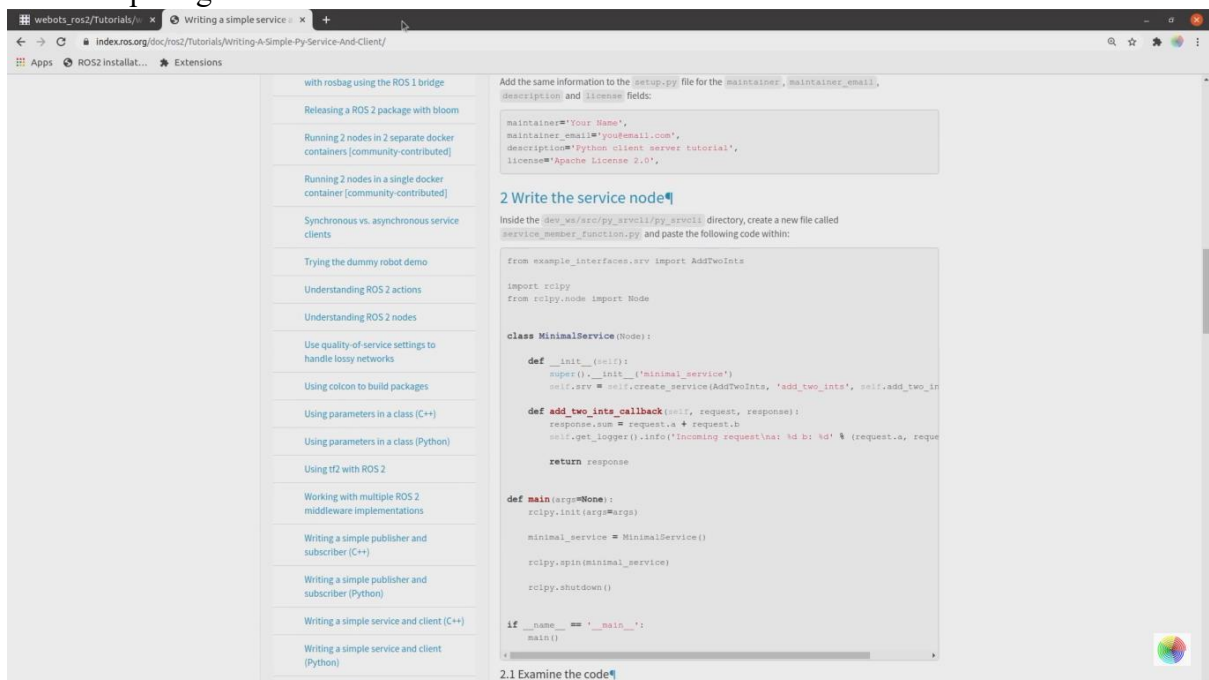 webots_ros2/Tutorials/w
Writing a simple service a
index.ros.org/doc/ros2/Tutorials/Writing-A-Simple-Py-Service-And-Client/
Apps
ROS2 installat...
Extensions
with rosbag using the ROS 1 bridge
Releasing a ROS 2 package with bloom
Running 2 nodes in 2 separate docker
containers [community-contributed]
Running 2 nodes in a single docker
container [community-contributed]
Synchronous vs. asynchronous service
clients
Trying the dummy robot demo
Understanding ROS 2 actions
Understanding ROS 2 nodes
Use quality-of-service settings to
handle lossy networks
Using colcon to build packages
Using parameters in a class (C++)
Using parameters in a class (Python)
Using tf2 with ROS 2
Working with multiple ROS 2
middleware implementations
Writing a simple publisher and
subscriber (C++)
Writing a simple publisher and
subscriber (Python)
Writing a simple service and client (C++)
Writing a simple service and client
(Python)
Add the same information to the setup.py file for the maintainer, maintainer_email,
description and license fields:
maintainer='Your Name',
maintainer_email='you@email.com',
description='Python client server tutorial',
license='Apache License 2.0',
2 Write the service node¶
Inside the dev_ws/src/py_srvcli/py_srvcli directory, create a new file called
service_member_function.py and paste the following code within:
from example_interfaces.srv import AddTwoInts
import rclpy
from rclpy.node import Node
class MinimalService(Node):
def __init__(self):
super().__init__('minimal_service')
self.srv = self.create_service(AddTwoInts, 'add_two_ints', self.add_two_in
def add_two_ints_callback(self, request, response):
response.sum = request.a + request.b
self.get_logger().info('Incoming request\na: %d b: %d' % (request.a, reque
return response
def main(args=None):
rclpy.init(args=args)
minimal_service = MinimalService()
rclpy.spin(minimal_service)
rclpy.shutdown()
if __name__ == '__main__':
main()
2.1 Examine the code¶